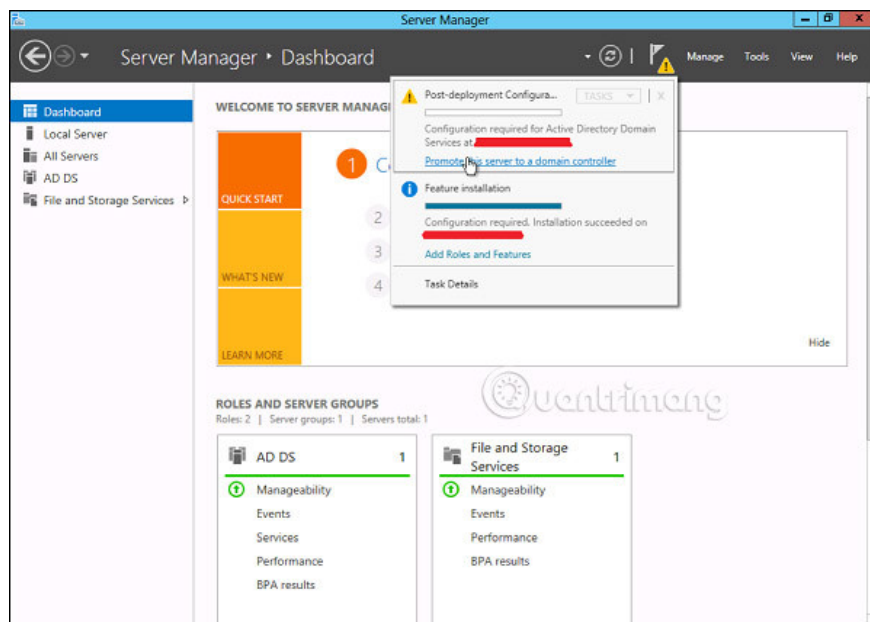 Server Manager
Server Manager • Dashboard
Manage Tools View Help
Dashboard
Local Server
All Servers
AD DS
File and Storage Services
WELCOME TO SERVER MANAG
QUICK START
WHAT'S NEW
LEARN MORE
1
2
3
4
Post-deployment Configura...
TASKS
X
Configuration required for Active Directory Domain
Services at
Promote this server to a domain controller
Feature installation
Configuration required. Installation succeeded on
Add Roles and Features
Task Details
Hide
Quantrimang
ROLES AND SERVER GROUPS
Roles: 2 | Server groups: 1 | Servers total: 1
AD DS 1
Manageability
Events
Services
Performance
BPA results
File and Storage
Services 1
Manageability
Events
Performance
BPA results